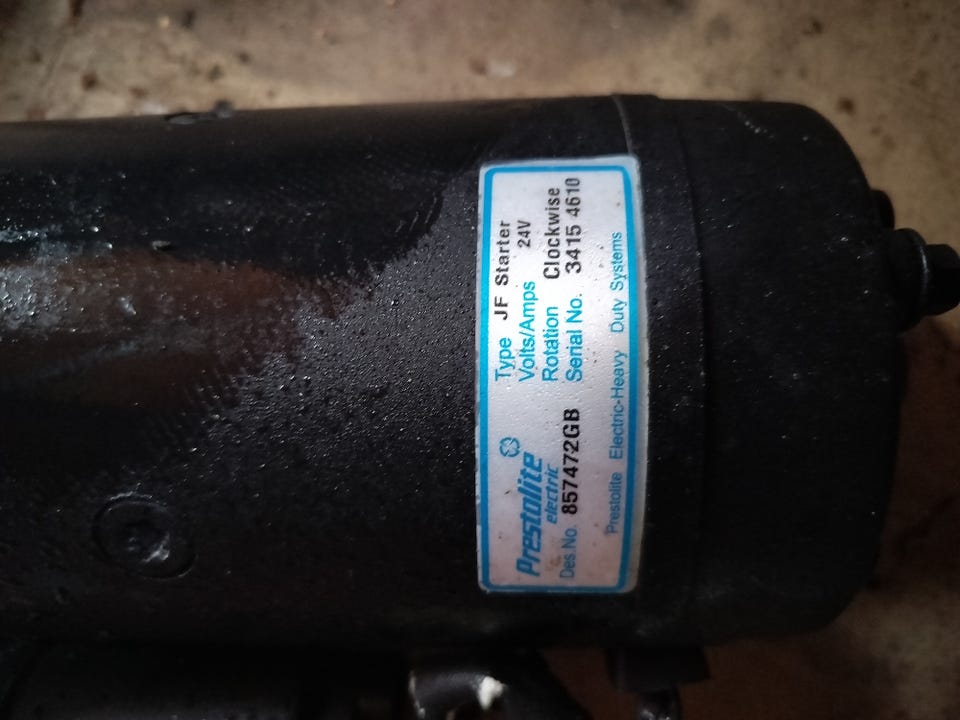 Prestolite
electric
Des.No. 857472GB
Type JF Starter
Volts/Amps 24V
Rotation Clockwise
Serial No. 3415 4610
Prestolite Electric-Heavy Duty Systems